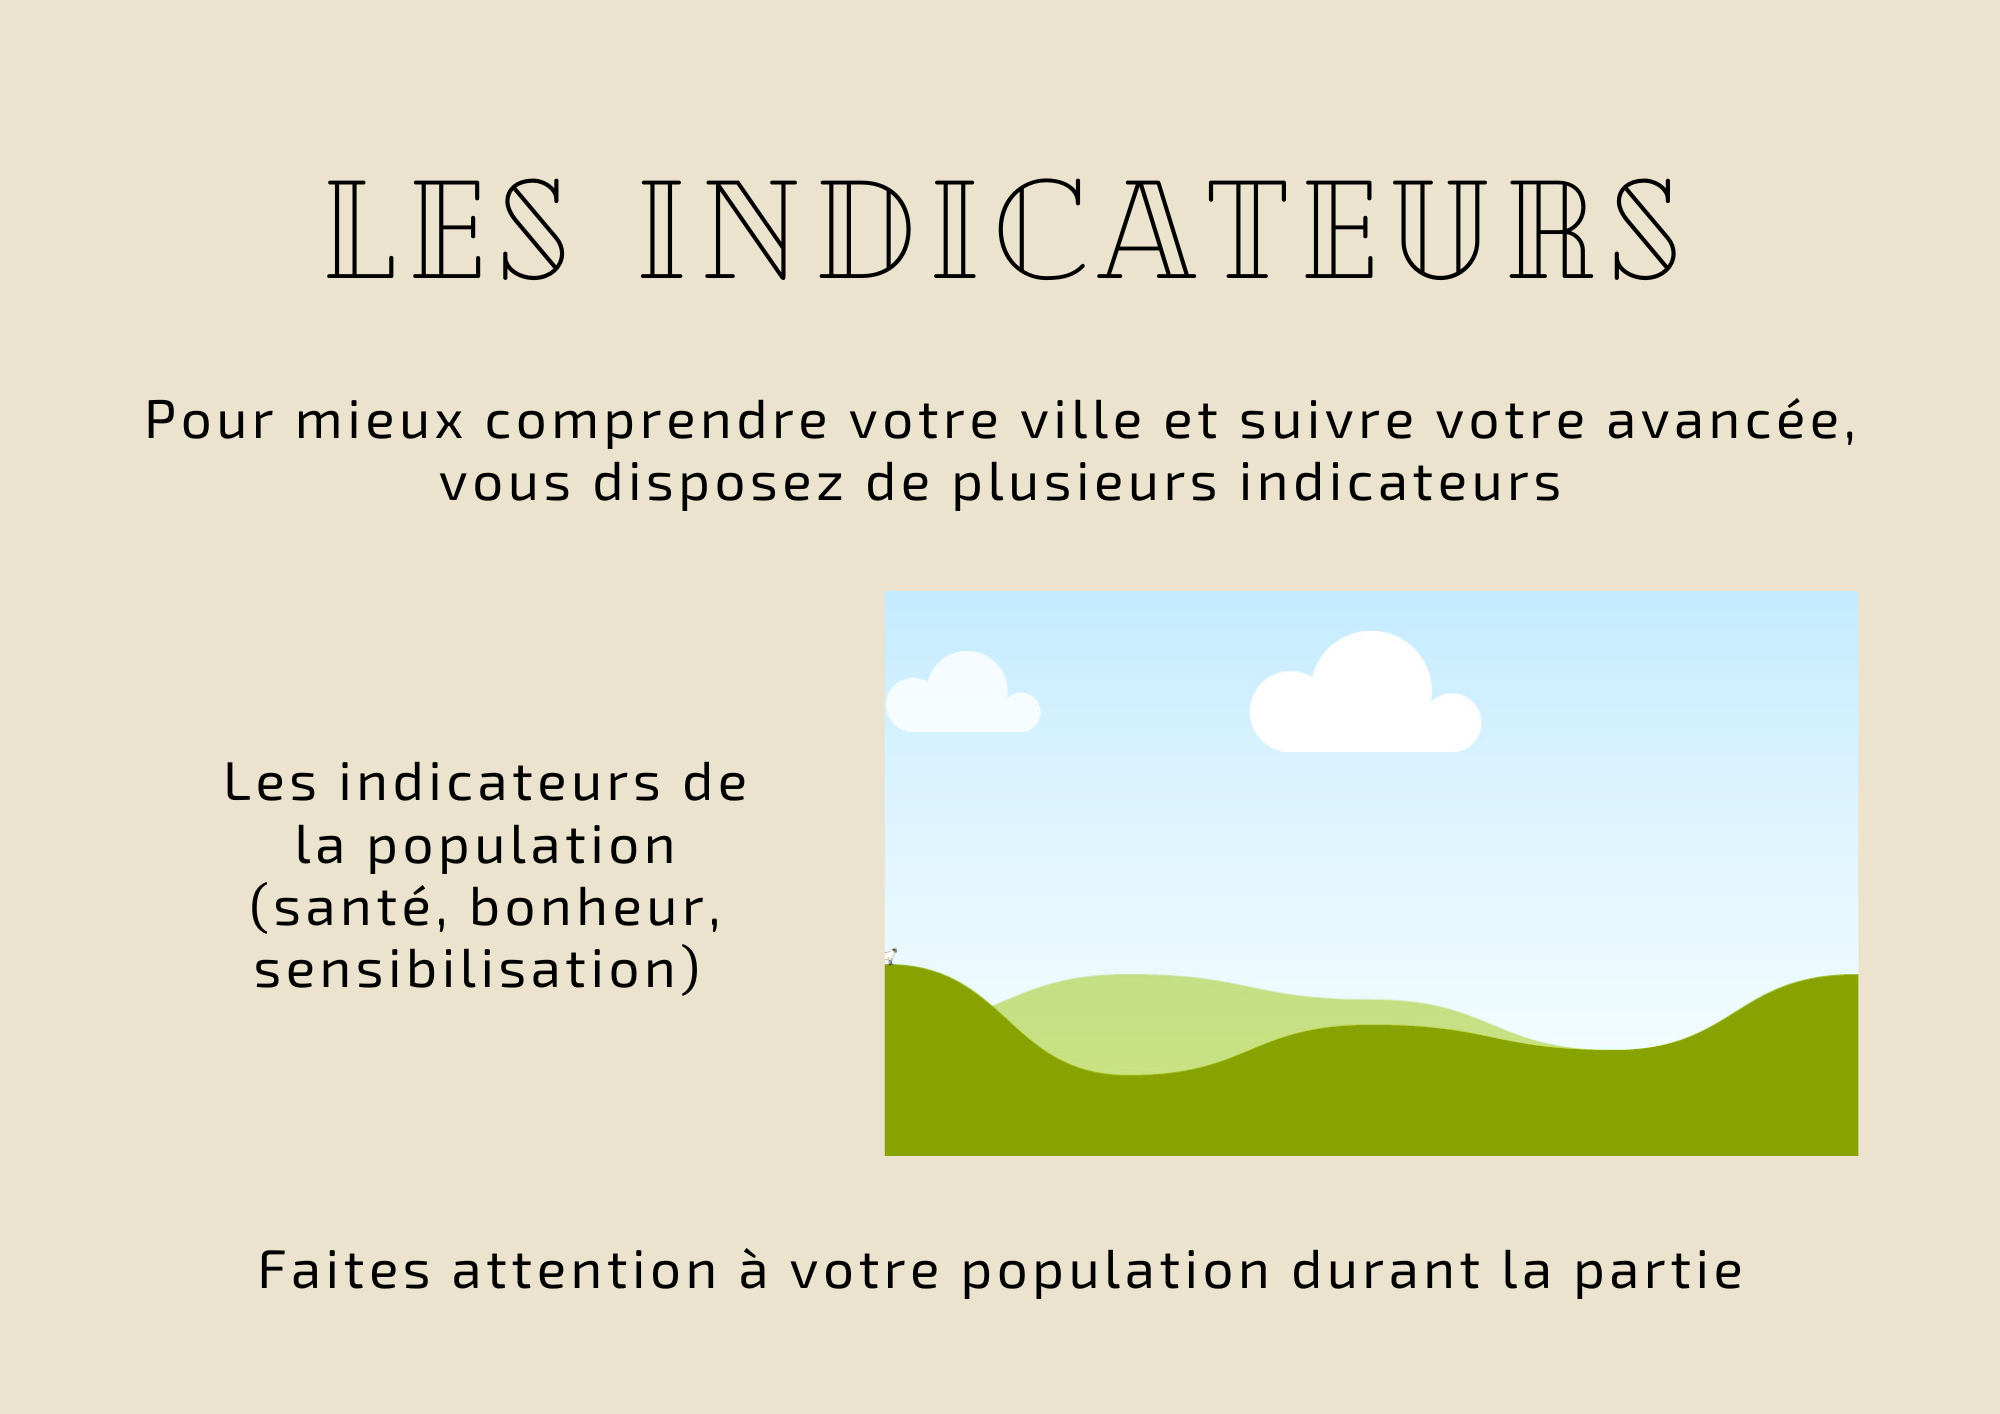 LES INDICATEURS
Pour mieux comprendre votre ville et suivre votre avancée,
vous disposez de plusieurs indicateurs
Les indicateurs de
la population
(santé, bonheur,
sensibilisation)
Faites attention à votre population durant la partie